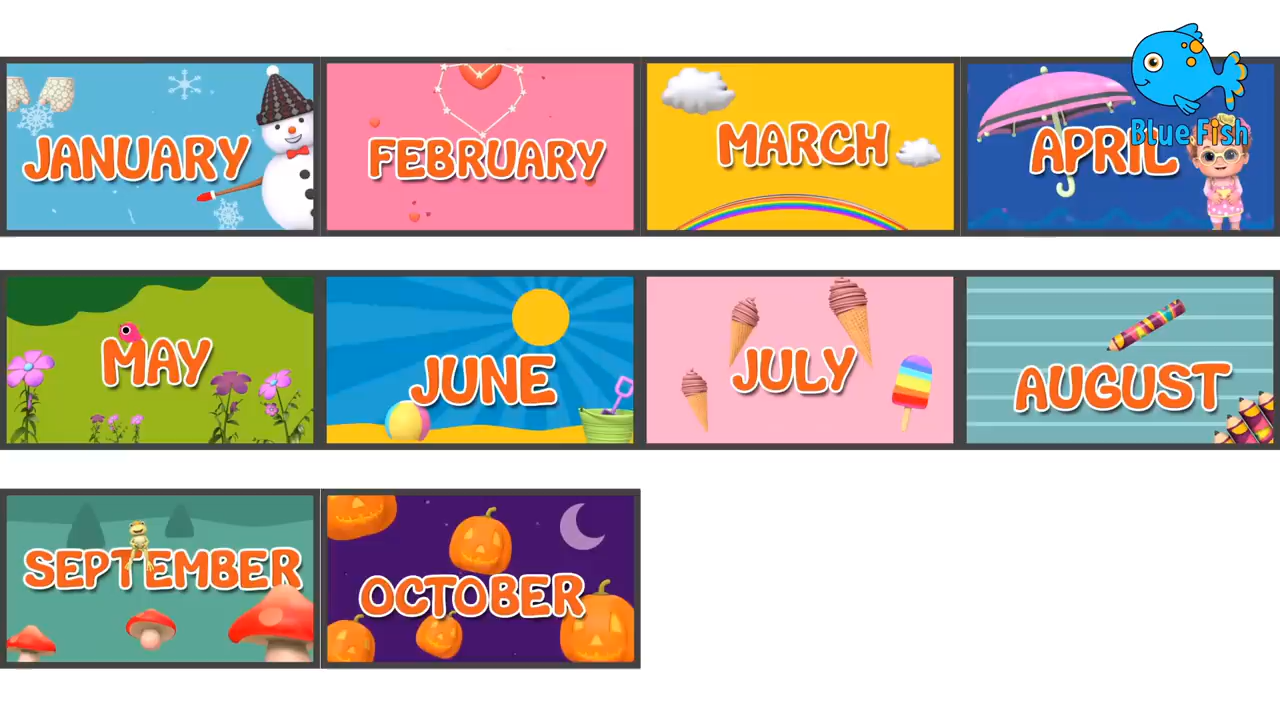 JANUARY
FEBRUARY
MARCH
APRIL
Blue Fish
MAY
JUNE
JULY
AUGUST
SEPTEMBER
OCTOBER